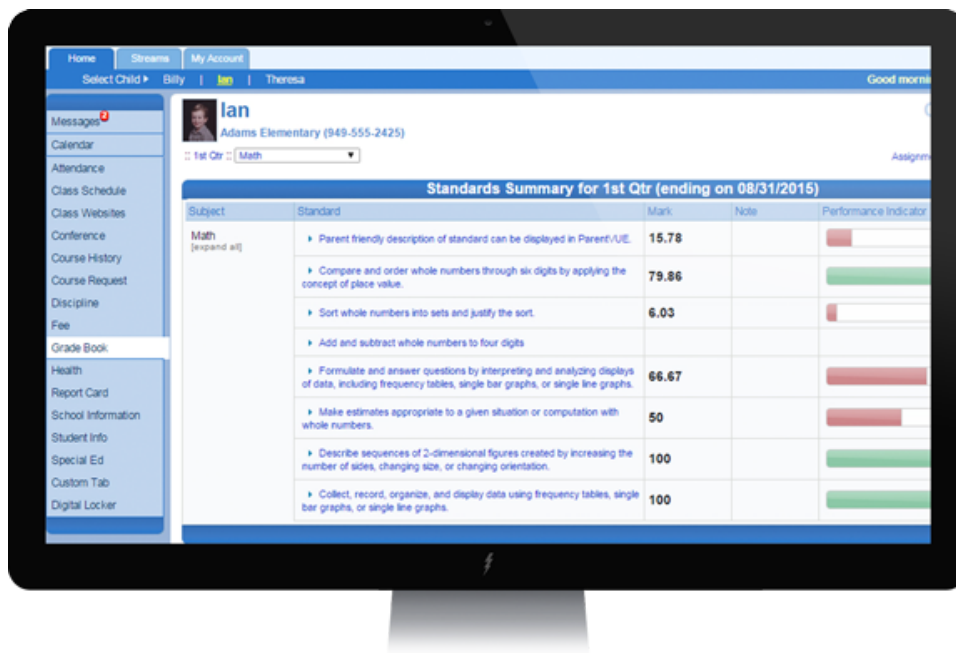 Home Streams My Account
Select Child Billy | Ian | Theresa Good
Messages 2
Calendar
Attendance
Class Schedule
Class Websites
Conference
Course History
Course Request
Discipline
Fee
Grade Book
Health
Report Card
School Information
Student Info
Special Ed
Custom Tab
Digital Locker
Ian
Adams Elementary (949-555-2425)
:: 1st Qtr :: Math
Standards Summary for 1st Qtr (ending on 08/31/2015)
Subject Standard Mark Note Performance Indicator
Math
[expand all]
Parent friendly description of standard can be displayed in ParentVUE. 15.78
Compare and order whole numbers through six digits by applying the
concept of place value. 79.86
Sort whole numbers into sets and justify the sort. 6.03
Add and subtract whole numbers to four digits
Formulate and answer questions by interpreting and analyzing displays
of data, including frequency tables, single bar graphs, or single line graphs. 66.67
Make estimates appropriate to a given situation or computation with
whole numbers. 50
Describe sequences of 2-dimensional figures created by increasing the
number of sides, changing size, or changing orientation. 100
Collect, record, organize, and display data using frequency tables, single
bar graphs, or single line graphs. 100